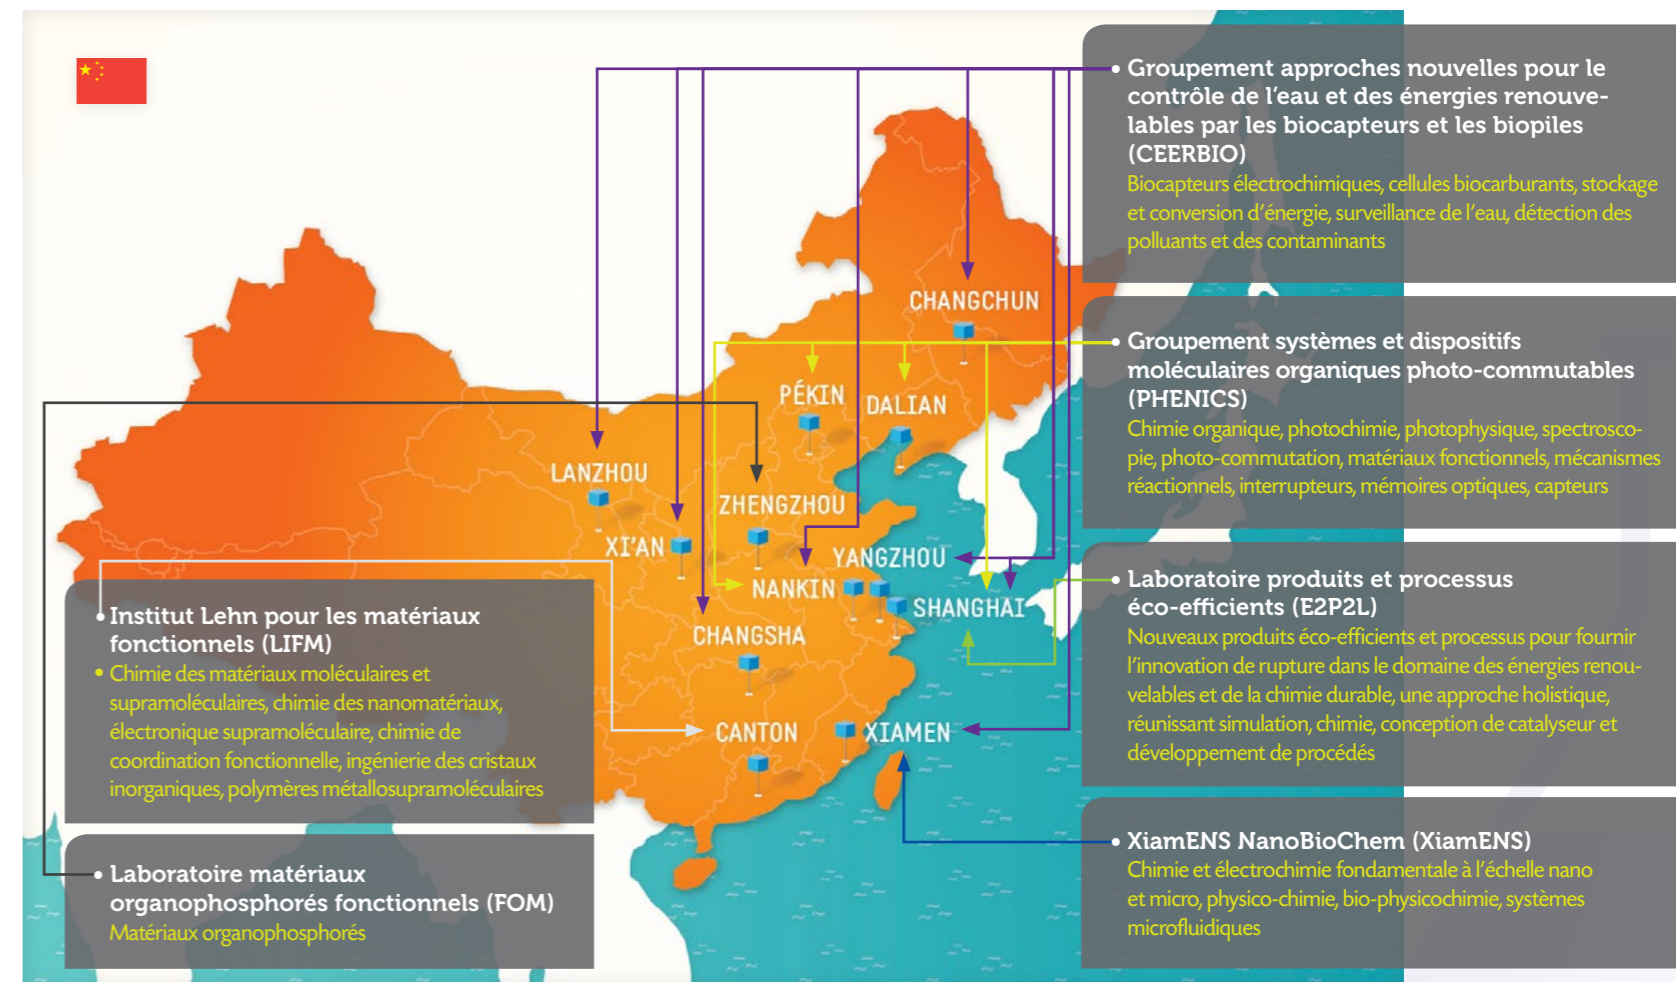 Groupement approches nouvelles pour le
contrôle de l’eau et des énergies renouve-
lables par les biocapteurs et les biopiles
(CEERBIO)
Biocapteurs électrochimiques, cellules biocarburants, stockage
et conversion d’énergie, surveillance de l’eau, détection des
polluants et des contaminants
Groupement systèmes et dispositifs
moléculaires organiques photo-commutables
(PHENICS)
Chimie organique, photochimie, photophysique, spectrosco-
pie, photo-commutation, matériaux fonctionnels, mécanismes
réactionnels, interrupteurs, mémoires optiques, capteurs
Laboratoire produits et processus
éco-efficients (E2P2L)
Nouveaux produits éco-efficients et processus pour fournir
l’innovation de rupture dans le domaine des énergies renou-
velables et de la chimie durable, une approche holistique,
réunissant simulation, chimie, conception de catalyseur et
développement de procédés
XiamENS NanoBioChem (XiamENS)
Chimie et électrochimie fondamentale à l’échelle nano
et micro, physico-chimie, bio-physicochimie, systèmes
microfluidiques
CHANGCHUN
PÉKIN
DALIAN
LANZHOU
ZHENGZHOU
XI’AN
YANGZHOU
NANKIN
SHANGHAI
CHANGSHA
CANTON
XIAMEN
Institut Lehn pour les matériaux
fonctionnels (LIFM)
Chimie des matériaux moléculaires et
supramoléculaires, chimie des nanomatériaux,
électronique supramoléculaire, chimie de
coordination fonctionnelle, ingénierie des cristaux
inorganiques, polymères métallosupramoléculaires
Laboratoire matériaux
organophosphorés fonctionnels (FOM)
Matériaux organophosphorés